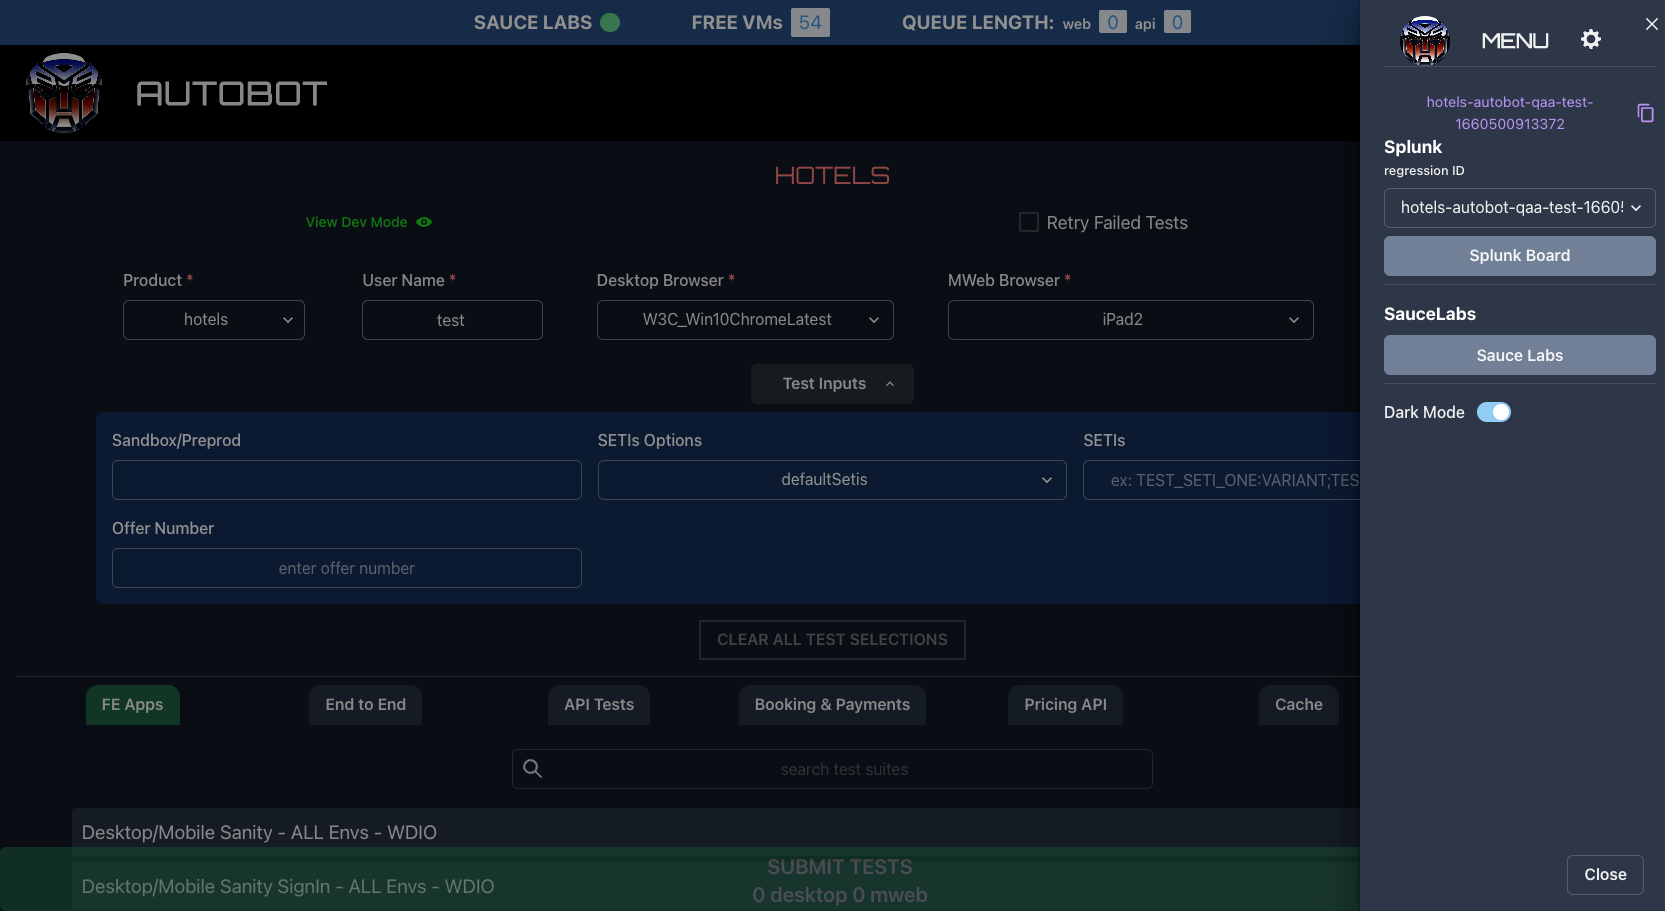 SAUCE LABS
FREE VMs 54
QUEUE LENGTH: web 0 api 0
AUTOBOT
HOTELS
View Dev Mode
Retry Failed Tests
Product * User Name * Desktop Browser * MWeb Browser *
hotels test W3C_Win10ChromeLatest iPad2
Test Inputs
Sandbox/Preprod SETIs Options SETIs
defaultSetis ex: TEST_SETI_ONE:VARIANT;TES
Offer Number
enter offer number
CLEAR ALL TEST SELECTIONS
FE Apps End to End API Tests Booking & Payments Pricing API Cache
search test suites
Desktop/Mobile Sanity - ALL Envs - WDIO
Desktop/Mobile Sanity SignIn - ALL Envs - WDIO
SUBMIT TESTS
0 desktop 0 mweb
MENU
hotels-autobot-qaa-test-
1660500913372
Splunk
regression ID
hotels-autobot-qaa-test-1660
Splunk Board
SauceLabs
Sauce Labs
Dark Mode
Close